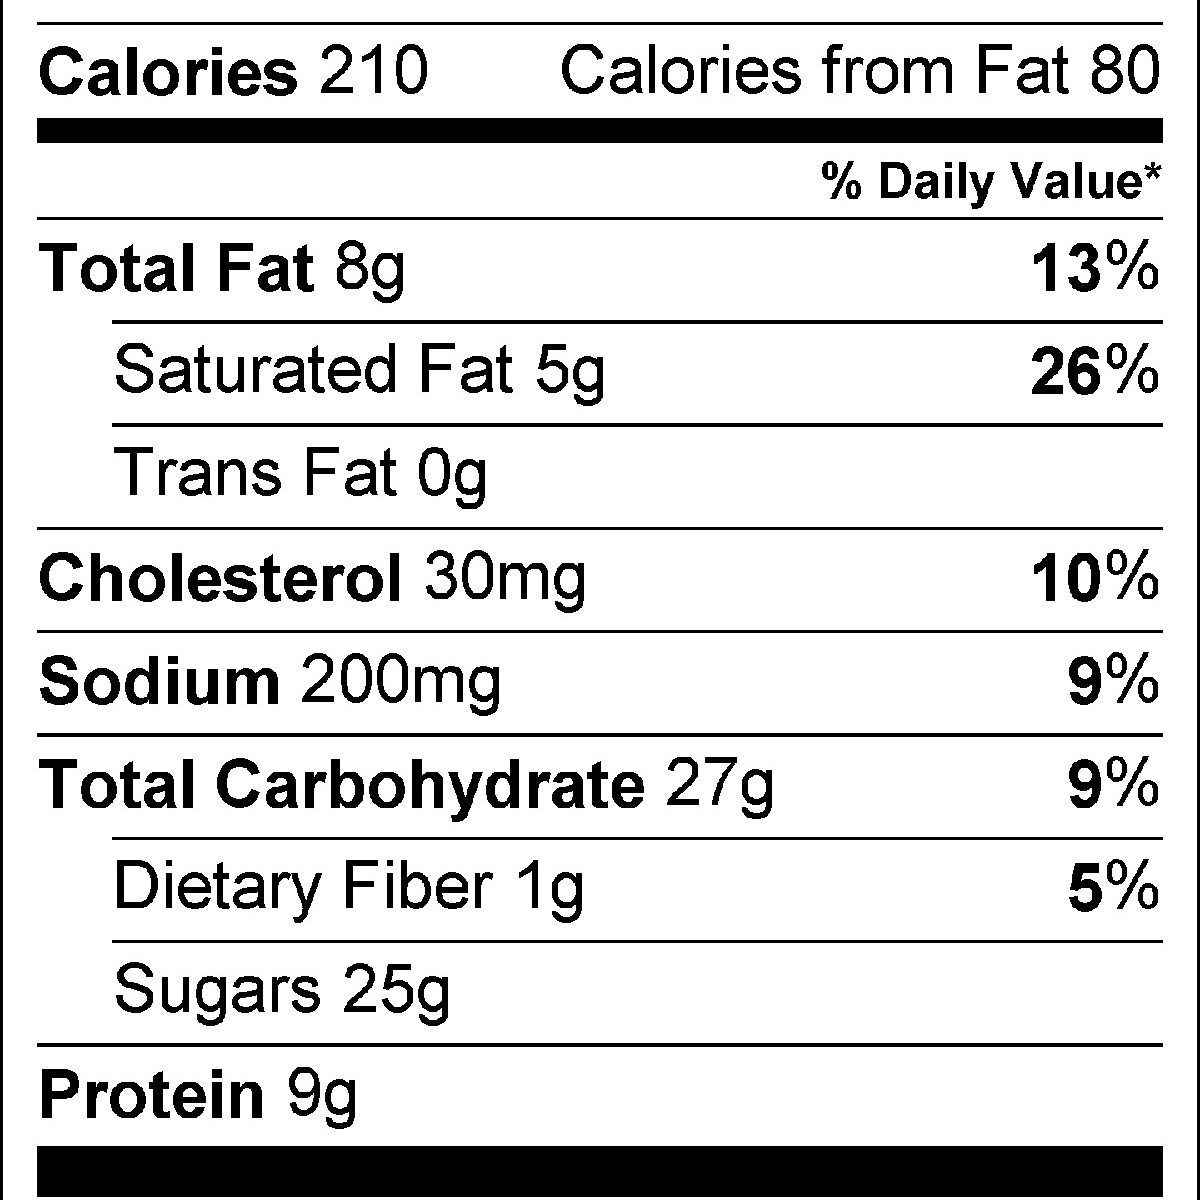 Calories 210 Calories from Fat 80
% Daily Value*
Total Fat 8g 13%
Saturated Fat 5g 26%
Trans Fat 0g
Cholesterol 30mg 10%
Sodium 200mg 9%
Total Carbohydrate 27g 9%
Dietary Fiber 1g 5%
Sugars 25g
Protein 9g